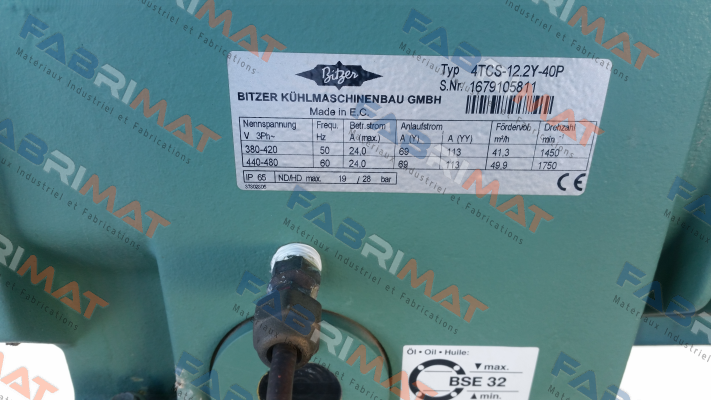 Bitzer
Typ 4TCS-12.2Y-40P
S.Nr. 1679105811
BITZER KÜHLMASCHINENBAU GMBH
Made in E.C.
Nennspannung Frequ. Betr.strom Anlaufstrom Fördervol. Drehzahl
V 3Ph~ Hz A (max.) A (Y) A (YY) m³/h min⁻¹
380-420 50 24.0 69 113 41.3 1450
440-480 60 24.0 69 113 49.9 1750
IP 65 ND/HD max. 19 / 28 bar
CE
Öl • Oil • Huile:
max.
BSE 32
min.
FABRIMAT
Materiaux Industriel et Fabrications